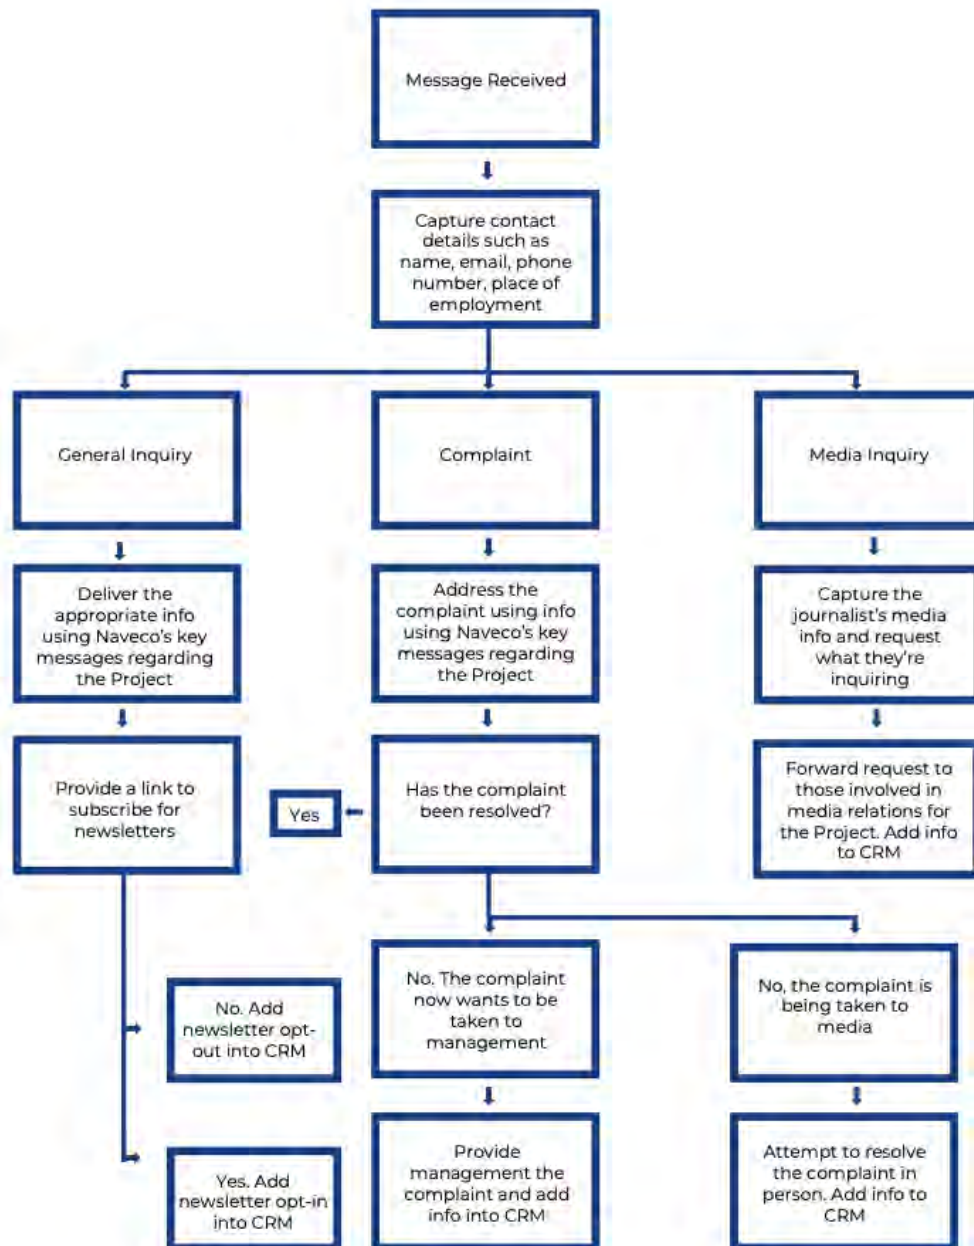 Message Received
Capture contact
details such as
name, email, phone
number, place of
employment
General Inquiry
Complaint
Media Inquiry
Deliver the
appropriate info
using Naveco's key
messages regarding
the Project
Address the
complaint using info
using Naveco's key
messages regarding
the Project
Capture the
journalist's media
info and request
what they're
inquiring
Provide a link to
subscribe for
newsletters
Yes
Has the complaint
been resolved?
Forward request to
those involved in
media relations for
the Project. Add info
to CRM
No. Add
newsletter opt-
out into CRM
No. The complaint
now wants to be
taken to
management
No, the complaint is
being taken to
media
Yes. Add
newsletter opt-in
into CRM
Provide
management the
complaint and add
info into CRM
Attempt to resolve
the complaint in
person. Add info to
CRM